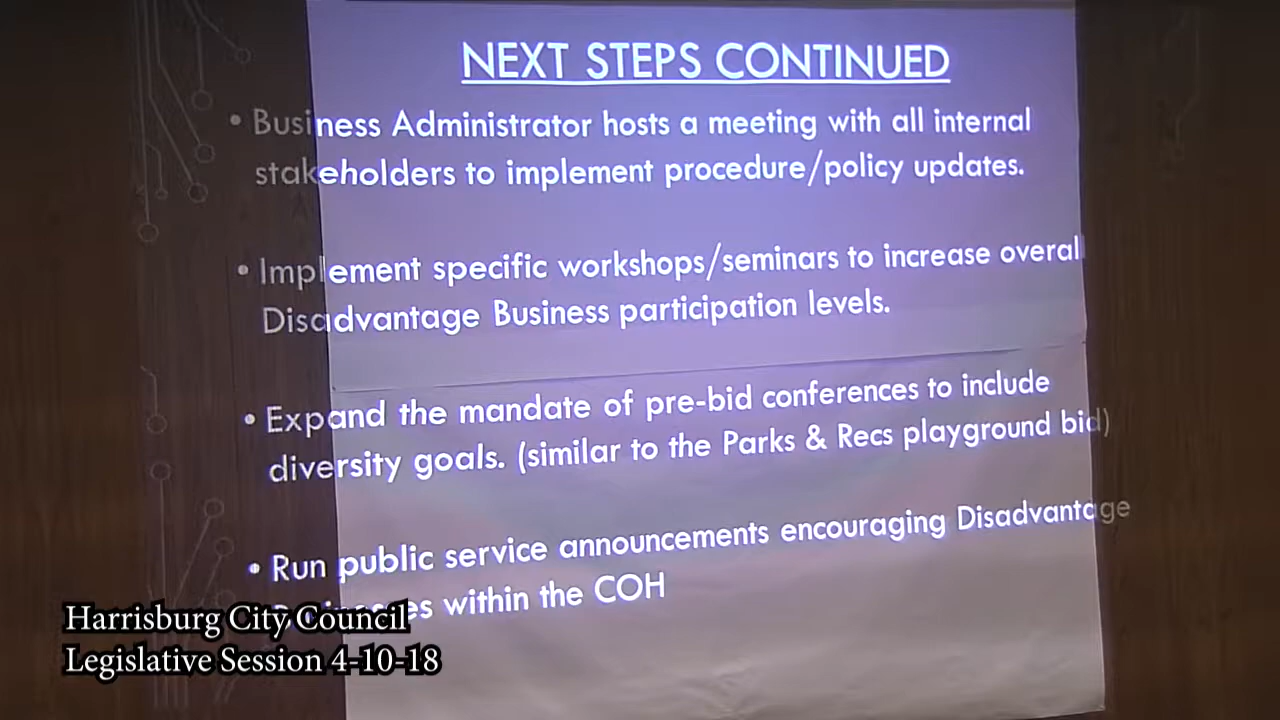 NEXT STEPS CONTINUED
• Business Administrator hosts a meeting with all internal
stakeholders to implement procedure/policy updates.
• Implement specific workshops/seminars to increase overall
Disadvantage Business participation levels.
• Expand the mandate of pre-bid conferences to include
diversity goals. (similar to the Parks & Recs playground bid)
• Run public service announcements encouraging Disadvantage
within the COH
Harrisburg City Council
Legislative Session 4-10-18